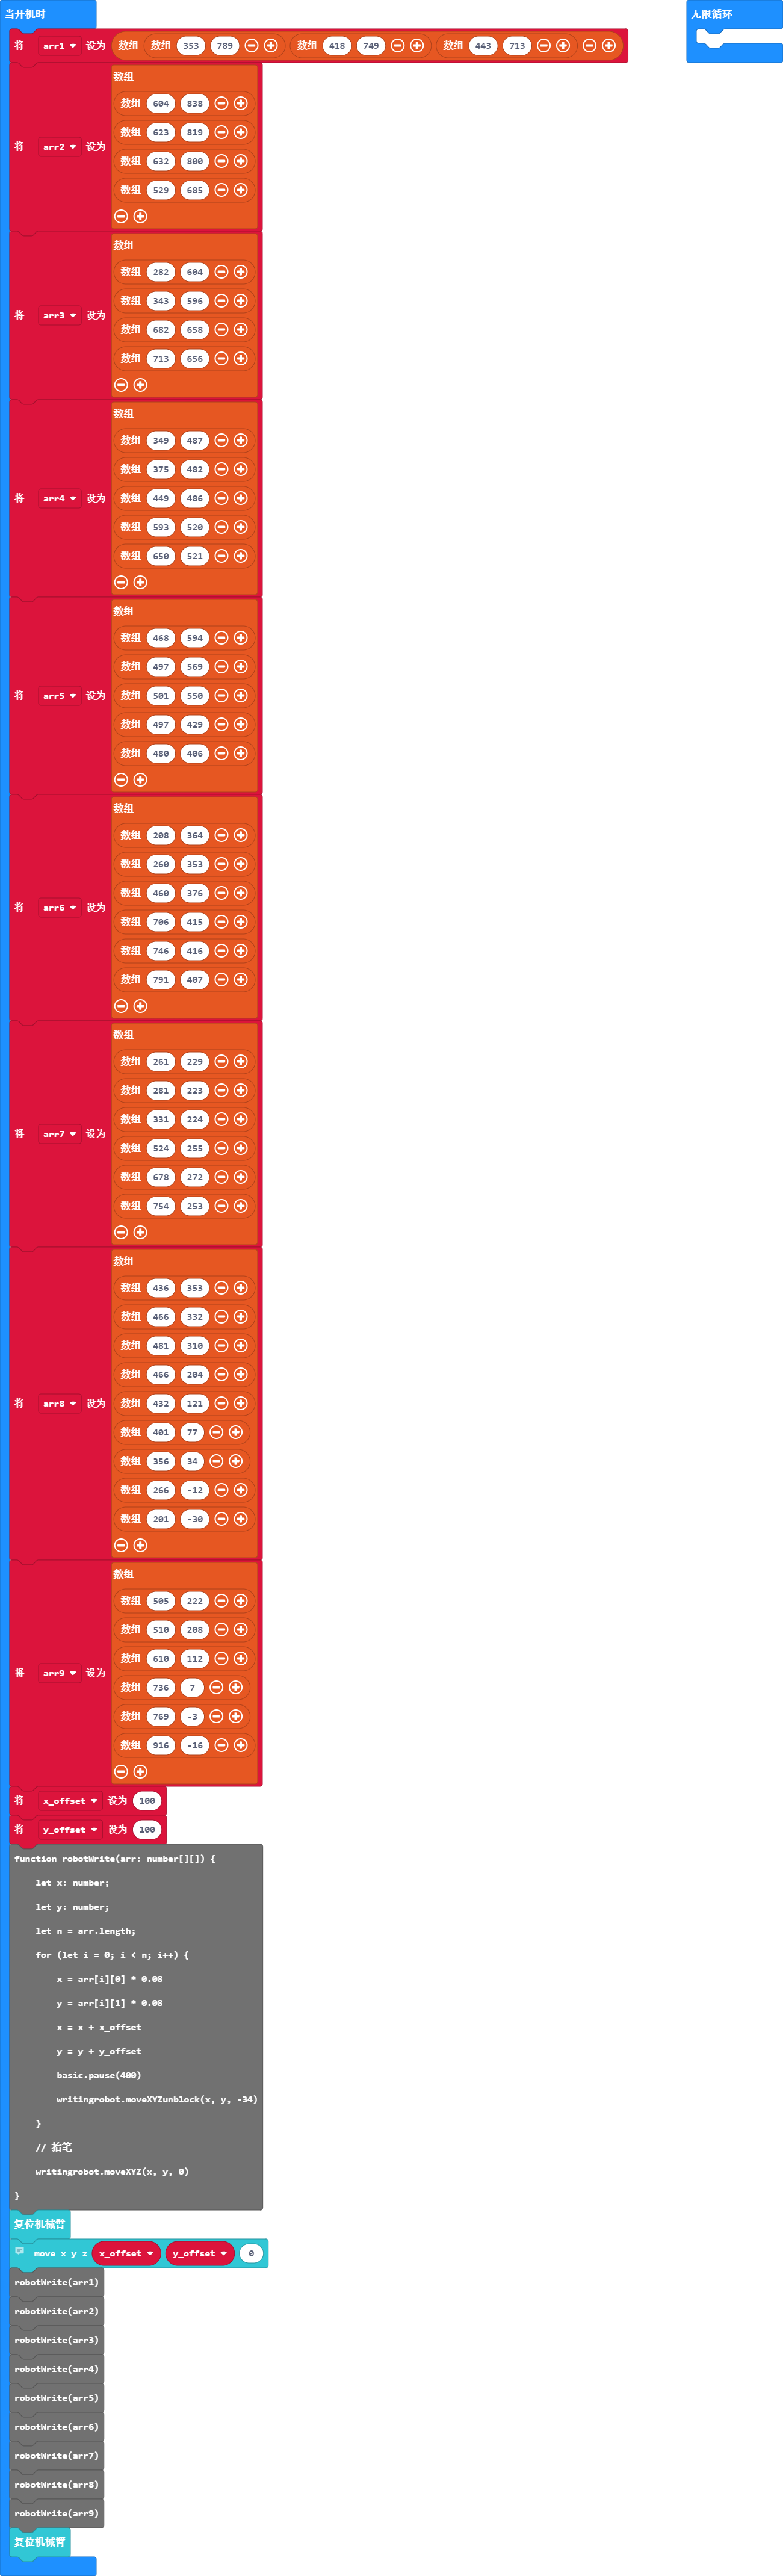 当开机时
无限循环
将 arr1 设为 数组 数组 353 789 数组 418 749 数组 443 713
数组
数组 604 838
数组 623 819
将 arr2 设为
数组 632 800
数组 529 685
数组
数组 282 604
数组 343 596
将 arr3 设为
数组 682 658
数组 713 656
数组
数组 349 487
数组 375 482
将 arr4 设为 数组 449 486
数组 593 520
数组 650 521
数组
数组 468 594
数组 497 569
将 arr5 设为 数组 501 550
数组 497 429
数组 480 406
数组
数组 208 364
数组 260 353
数组 460 376
将 arr6 设为
数组 706 415
数组 746 416
数组 791 407
数组
数组 261 229
数组 281 223
数组 331 224
将 arr7 设为
数组 524 255
数组 678 272
数组 754 253
数组
数组 436 353
数组 466 332
数组 481 310
数组 466 204
将 arr8 设为 数组 432 121
数组 401 77
数组 356 34
数组 266 -12
数组 201 -30
数组
数组 505 222
数组 510 208
数组 610 112
将 arr9 设为
数组 736 7
数组 769 -3
数组 916 -16
将 x_offset 设为 100
将 y_offset 设为 100
function robotWrite(arr: number[][]) {
let x: number;
let y: number;
let n = arr.length;
for (let i = 0; i < n; i++) {
x = arr[i][0] * 0.08
y = arr[i][1] * 0.08
x = x + x_offset
y = y + y_offset
basic.pause(400)
writingrobot.moveXYZunblock(x, y, -34)
}
// 抬笔
writingrobot.moveXYZ(x, y, 0)
}
复位机械臂
move x y z x_offset y_offset 0
robotWrite(arr1)
robotWrite(arr2)
robotWrite(arr3)
robotWrite(arr4)
robotWrite(arr5)
robotWrite(arr6)
robotWrite(arr7)
robotWrite(arr8)
robotWrite(arr9)
复位机械臂